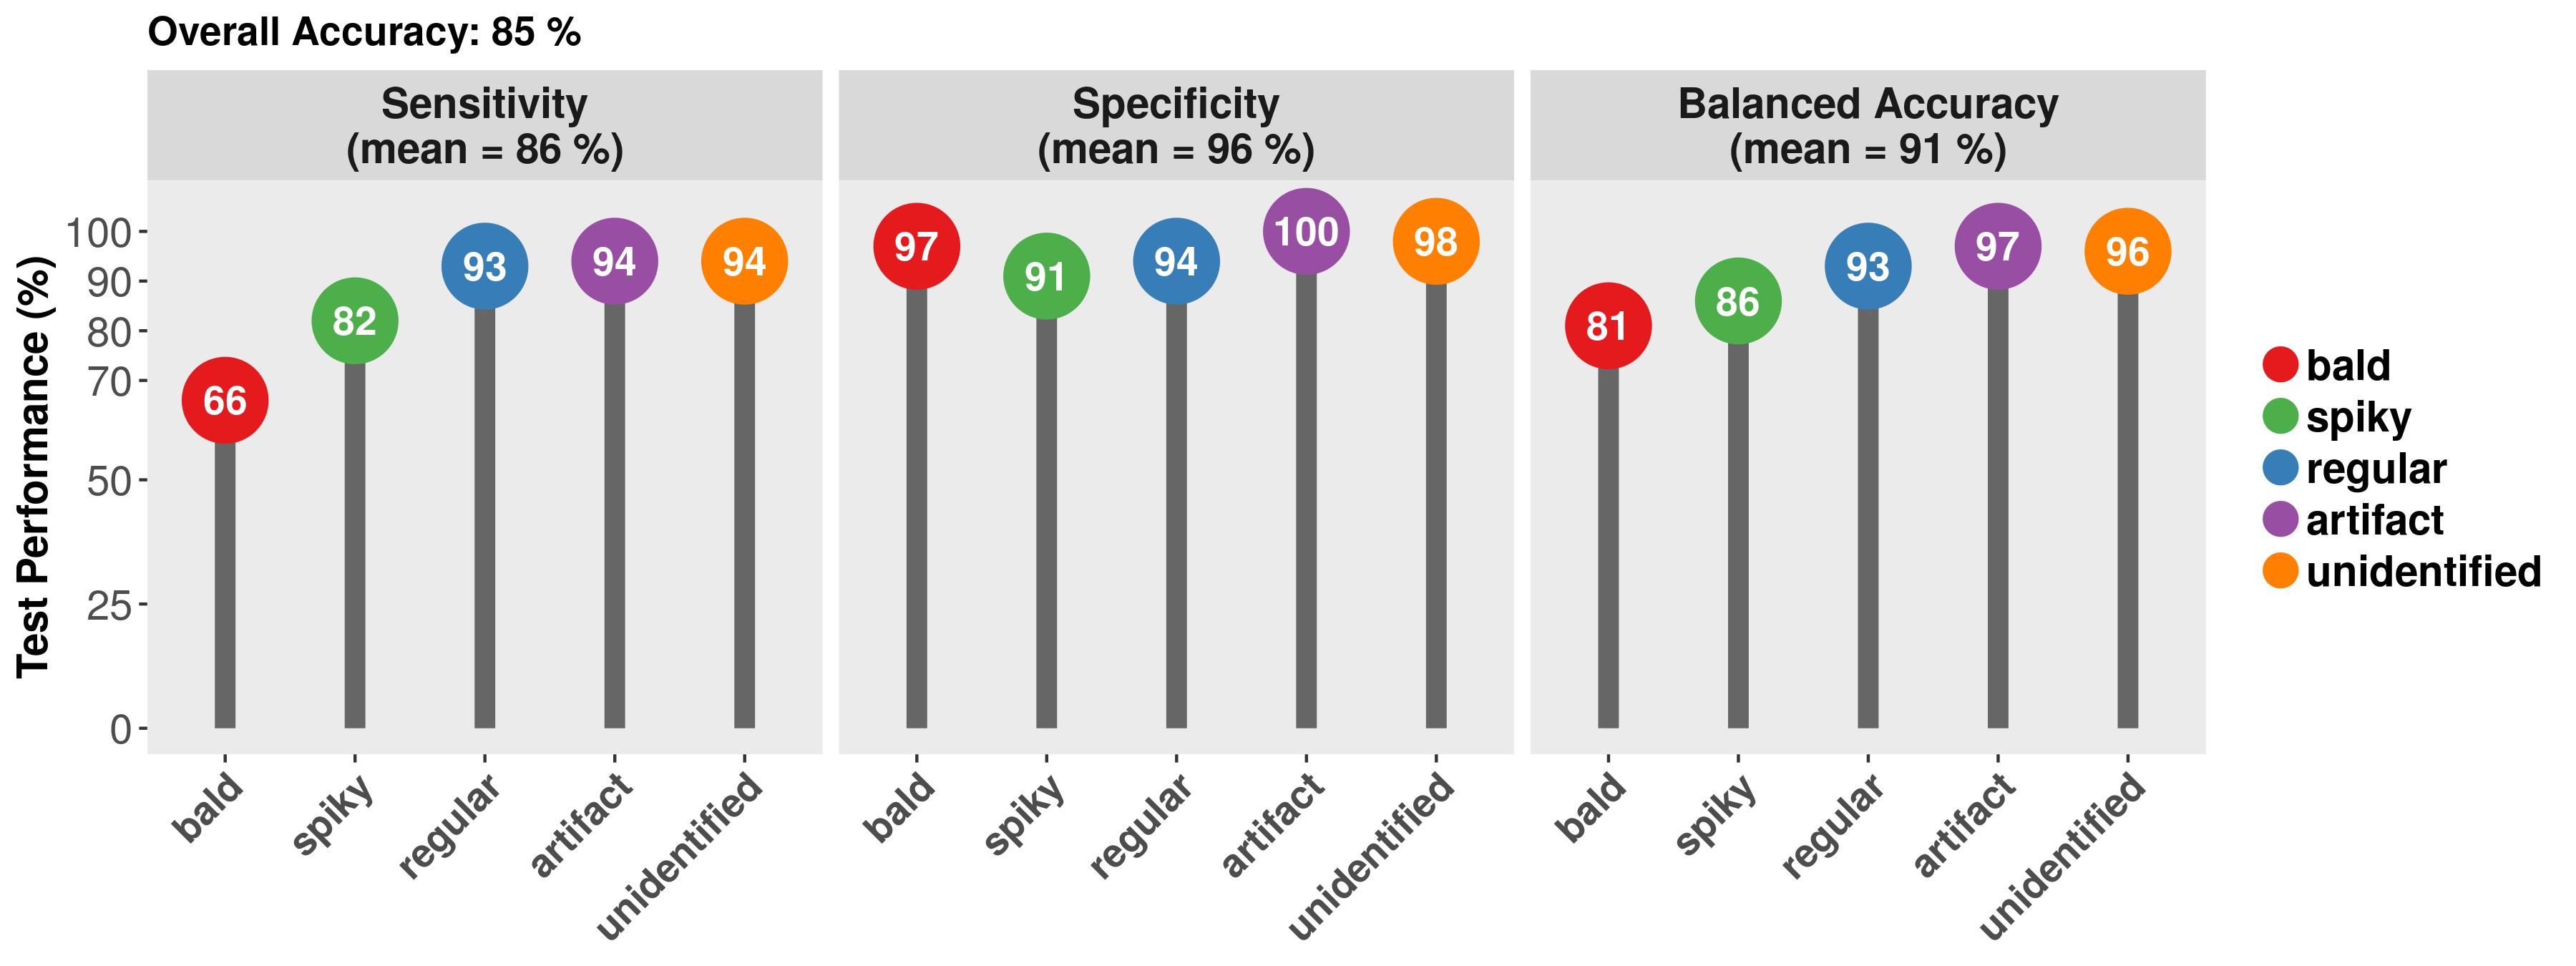 Overall Accuracy: 85 %
Sensitivity
(mean = 86 %)
Specificity
(mean = 96 %)
Balanced Accuracy
(mean = 91 %)
Test Performance (%)
100
90
80
70
50
25
0
66
82
93
94
94
97
91
94
100
98
81
86
93
97
96
bald
spiky
regular
artifact
unidentified
bald
spiky
regular
artifact
unidentified
bald
spiky
regular
artifact
unidentified
bald
spiky
regular
artifact
unidentified